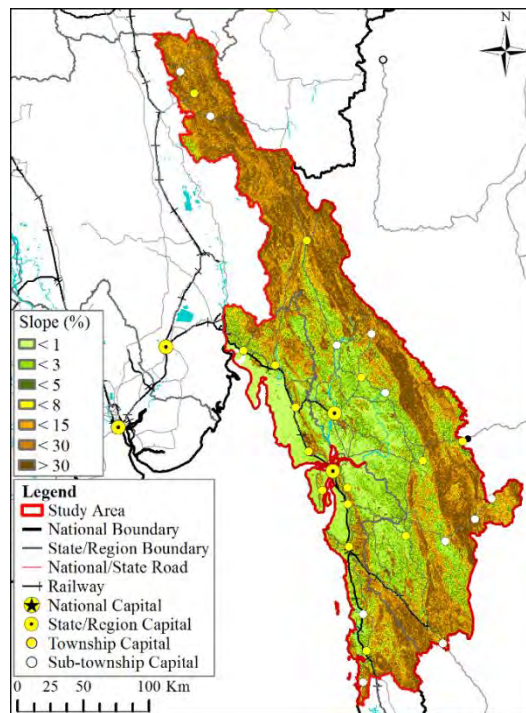 N
Slope (%)
< 1
< 3
< 5
< 8
< 15
< 30
> 30
Legend
Study Area
National Boundary
State/Region Boundary
National/State Road
Railway
National Capital
State/Region Capital
Township Capital
Sub-township Capital
0 25 50 100 Km